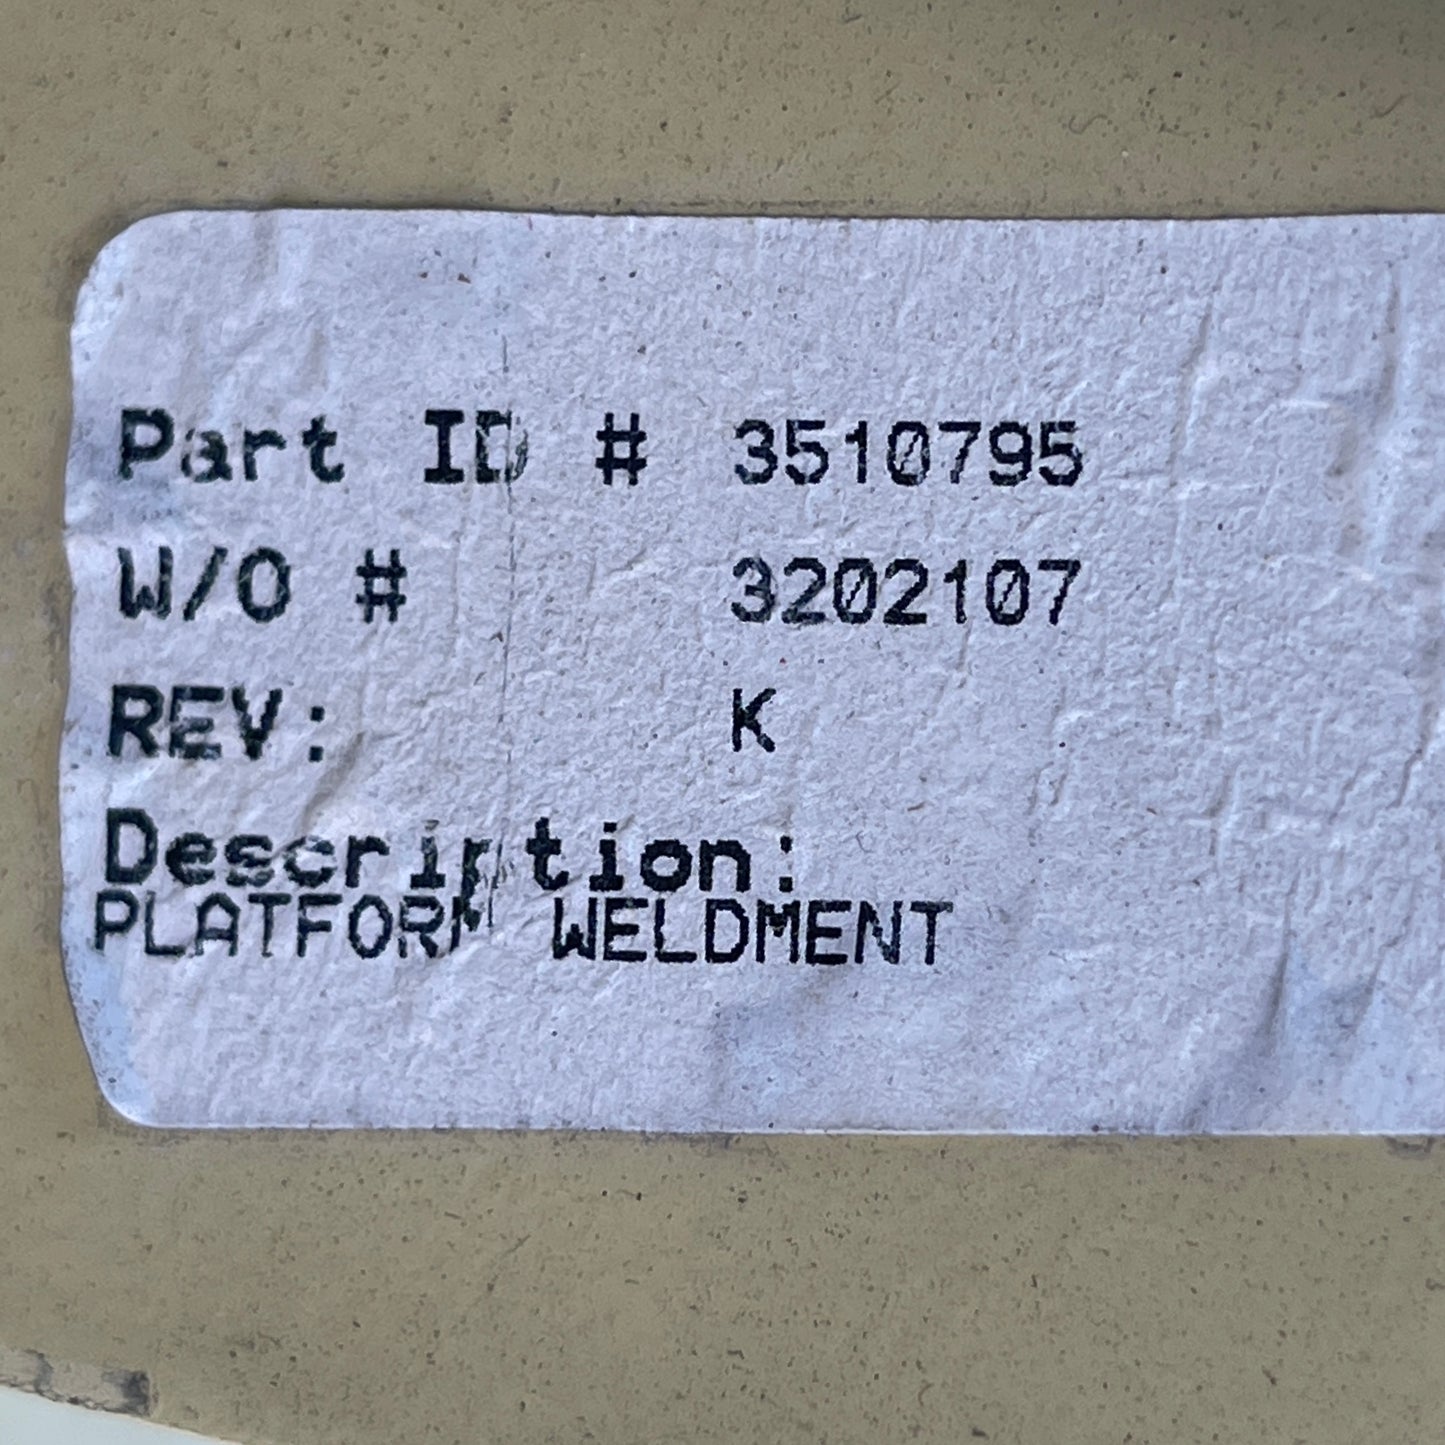 Part ID # 3510795
W/O # 3202107
REV: K
Description:
PLATFORM WELDMENT